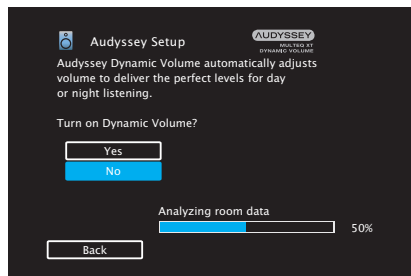 Audyssey Setup
AUDYSSEY
MULTEQ XT
DYNAMIC VOLUME
Audyssey Dynamic Volume automatically adjusts
volume to deliver the perfect levels for day
or night listening.
Turn on Dynamic Volume?
Yes
No
Analyzing room data
50%
Back